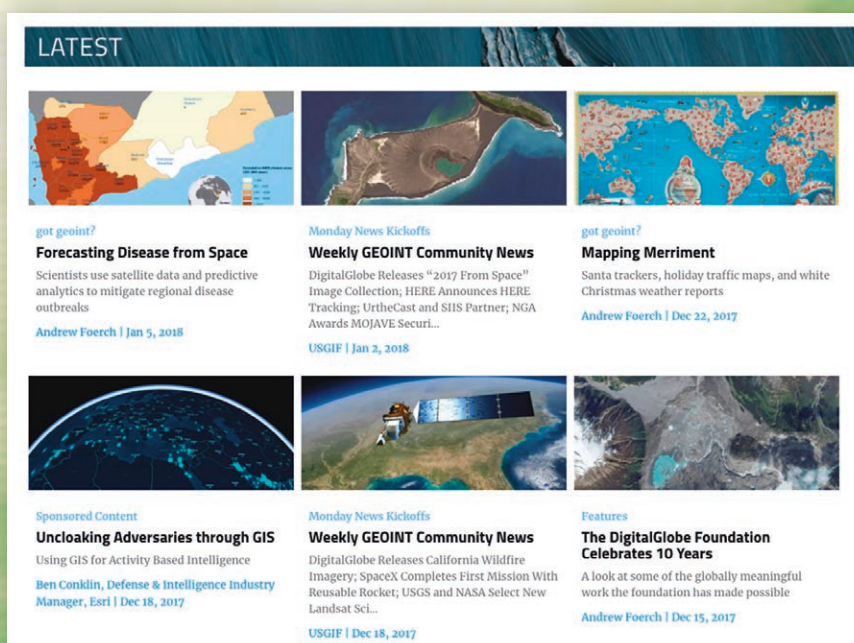 LATEST
got geoint?
Forecasting Disease from Space
Scientists use satellite data and predictive
analytics to mitigate regional disease
outbreaks
Andrew Foerch | Jan 5, 2018
Monday News Kickoffs
Weekly GEOINT Community News
DigitalGlobe Releases “2017 From Space”
Image Collection; HERE Announces HERE
Tracking; UrtheCast and SIIS Partner; NGA
Awards MOJAVE Securi...
USGIF | Jan 2, 2018
got geoint?
Mapping Merriment
Santa trackers, holiday traffic maps, and white
Christmas weather reports
Andrew Foerch | Dec 22, 2017
Sponsored Content
Uncloaking Adversaries through GIS
Using GIS for Activity Based Intelligence
Ben Conklin, Defense & Intelligence Industry
Manager, Esri | Dec 18, 2017
Monday News Kickoffs
Weekly GEOINT Community News
DigitalGlobe Releases California Wildfire
Imagery; SpaceX Completes First Mission With
Reusable Rocket; USGS and NASA Select New
Landsat Sci...
USGIF | Dec 18, 2017
Features
The DigitalGlobe Foundation
Celebrates 10 Years
A look at some of the globally meaningful
work the foundation has made possible
Andrew Foerch | Dec 15, 2017